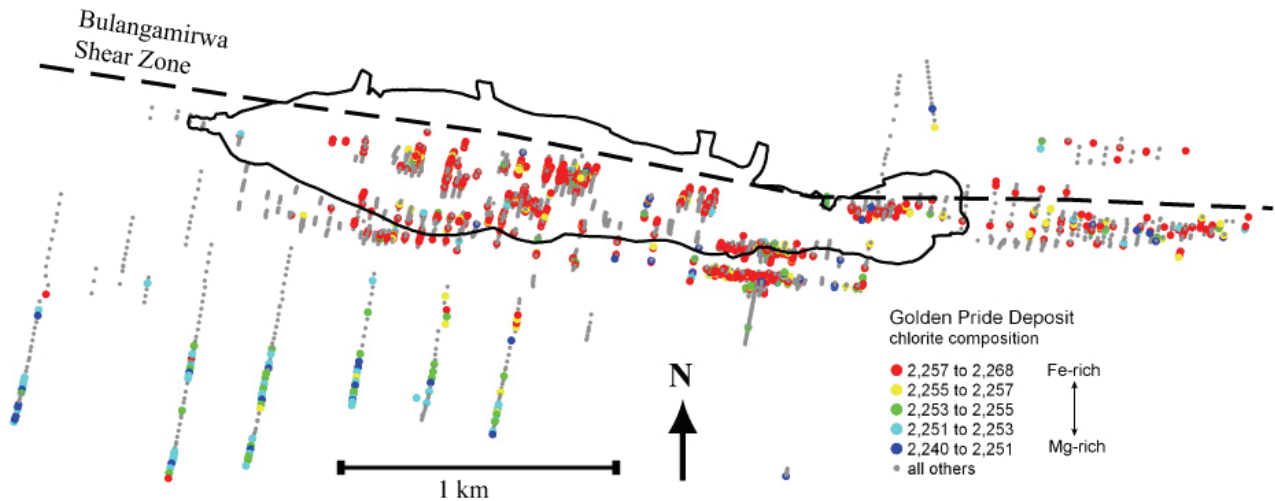 Bulangamirwa
Shear Zone
Golden Pride Deposit
chlorite composition
2,257 to 2,268 Fe-rich
2,255 to 2,257
2,253 to 2,255
2,251 to 2,253
2,240 to 2,251 Mg-rich
all others
N
1 km